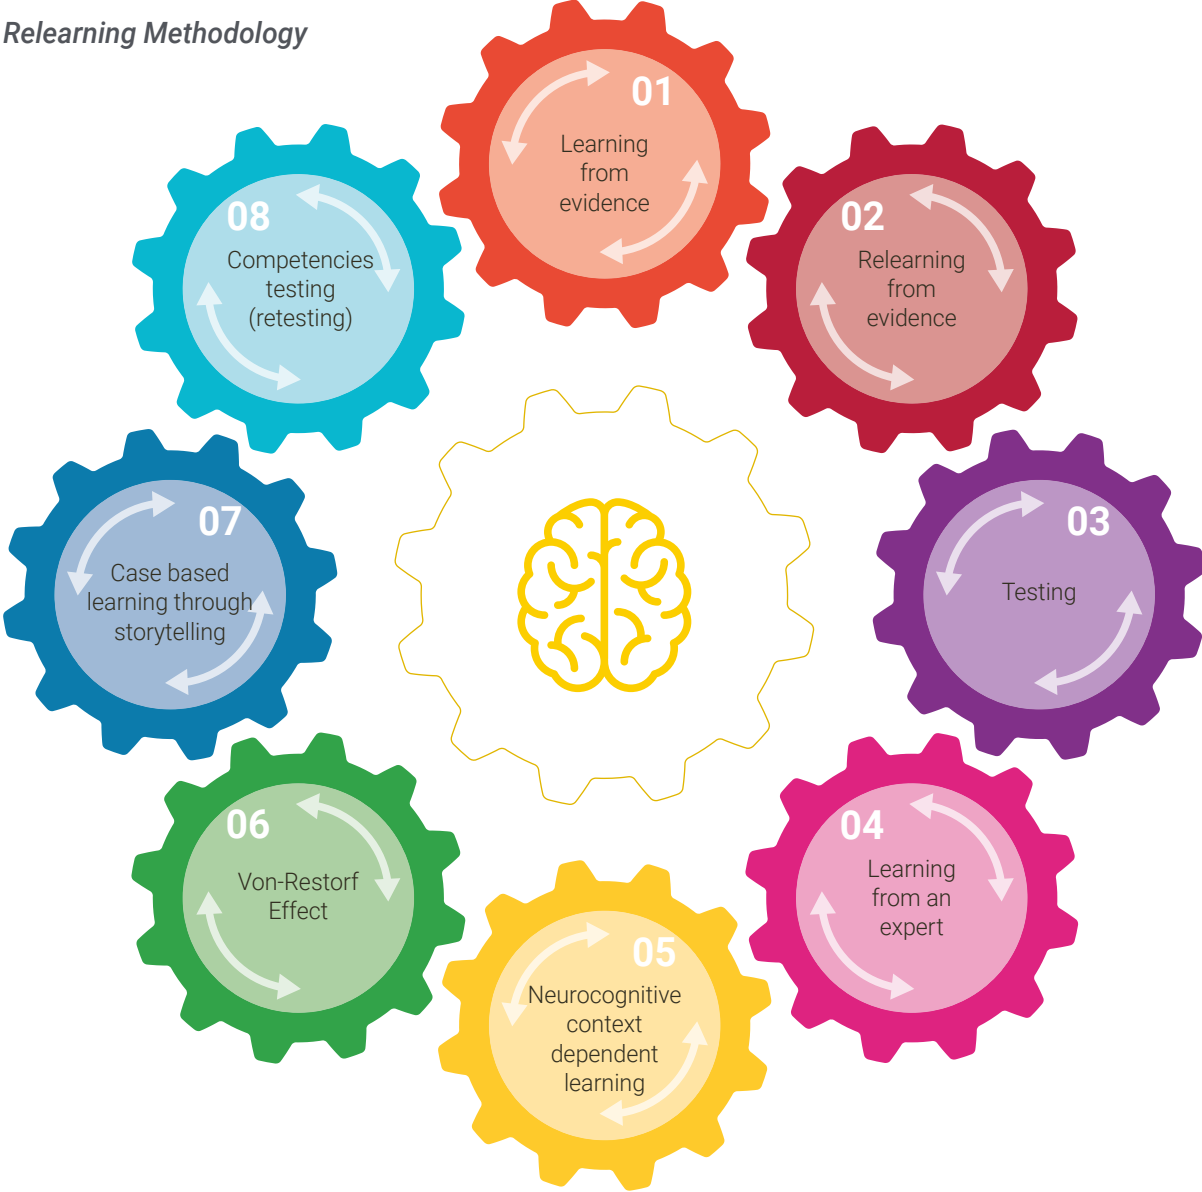 Relearning Methodology
01
Learning
from
evidence
02
Relearning
from
evidence
03
Testing
04
Learning
from an
expert
05
Neurocognitive
context
dependent
learning
06
Von-Restorf
Effect
07
Case based
learning through
storytelling
08
Competencies
testing
(retesting)